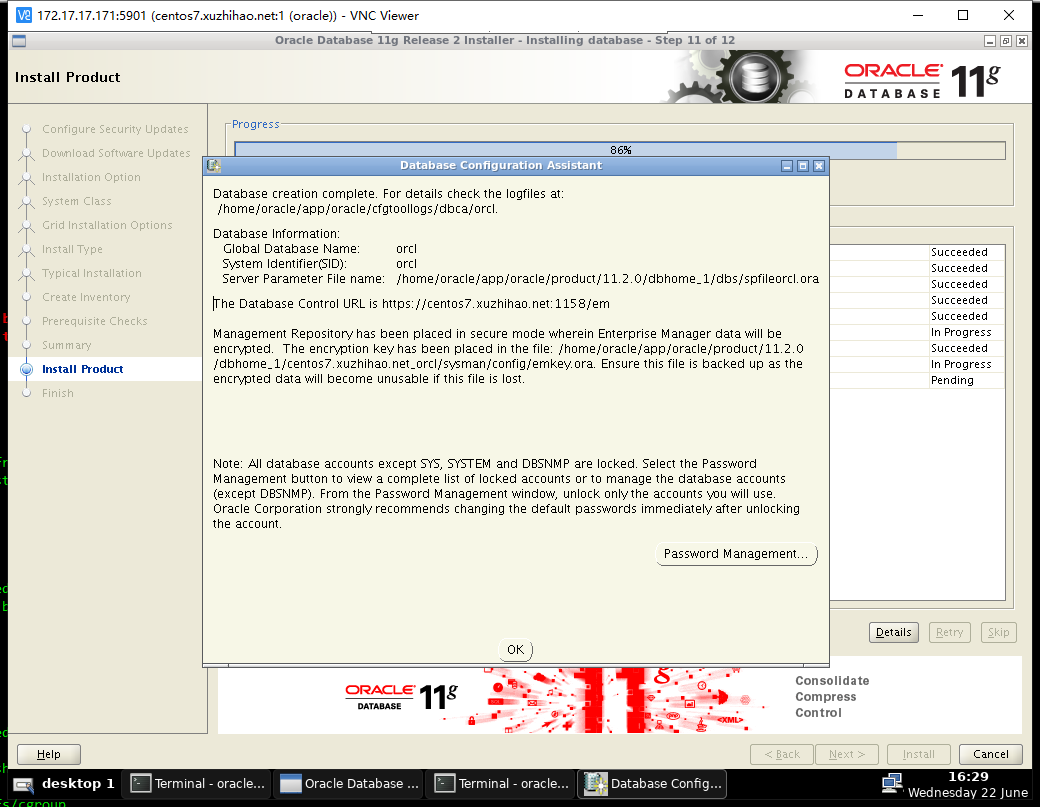 172.17.17.171:5901 (centos7.xuzhihao.net:1 (oracle)) - VNC Viewer
Oracle Database 11g Release 2 Installer - Installing database - Step 11 of 12
Install Product
ORACLE
DATABASE
11g
Configure Security Updates
Download Software Updates
Installation Option
System Class
Grid Installation Options
Install Type
Typical Installation
Create Inventory
Prerequisite Checks
Summary
Install Product
Finish
Progress
86%
Database Configuration Assistant
Database creation complete. For details check the logfiles at:
/home/oracle/app/oracle/cfgtoollogs/dbca/orcl.
Database Information:
Global Database Name: orcl
System Identifier(SID): orcl
Server Parameter File name: /home/oracle/app/oracle/product/11.2.0/dbhome_1/dbs/spfileorcl.ora
The Database Control URL is https://centos7.xuzhihao.net:1158/em
Management Repository has been placed in secure mode wherein Enterprise Manager data will be
encrypted. The encryption key has been placed in the file: /home/oracle/app/oracle/product/11.2.0
/dbhome_1/centos7.xuzhihao.net_orcl/sysman/config/emkey.ora. Ensure this file is backed up as the
encrypted data will become unusable if this file is lost.
Note: All database accounts except SYS, SYSTEM and DBSNMP are locked. Select the Password
Management button to view a complete list of locked accounts or to manage the database accounts
(except DBSNMP). From the Password Management window, unlock only the accounts you will use.
Oracle Corporation strongly recommends changing the default passwords immediately after unlocking
the account.
Password Management...
OK
Succeeded
Succeeded
Succeeded
Succeeded
Succeeded
In Progress
Succeeded
In Progress
Pending
Details
Retry
Skip
ORACLE
DATABASE
11g
Consolidate
Compress
Control
<XML>
Help
< Back
Next >
Install
Cancel
desktop 1
Terminal - oracle...
Oracle Database ...
Terminal - oracle...
Database Config...
16:29
Wednesday 22 June
s/cgroup